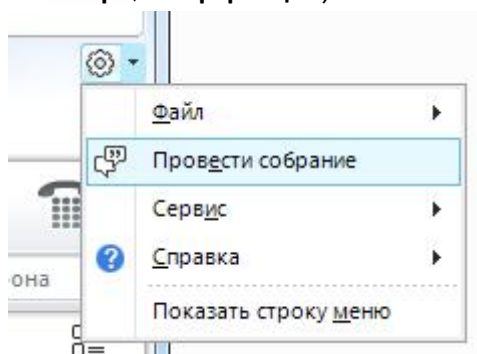 Файл
Провести собрание
Сервис
Справка
она
Показать строку меню